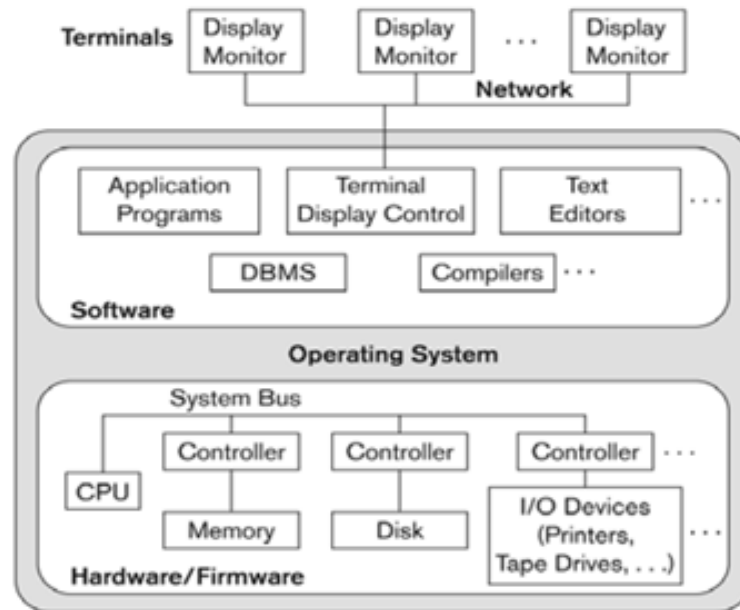 Terminals
Display
Monitor
Display
Monitor
. . .
Display
Monitor
Network
Application
Programs
Terminal
Display Control
Text
Editors
. . .
DBMS
Compilers
. . .
Software
Operating System
System Bus
Controller
Controller
Controller
. . .
CPU
Memory
Disk
I/O Devices
(Printers,
Tape Drives, . . .)
. . .
Hardware/Firmware